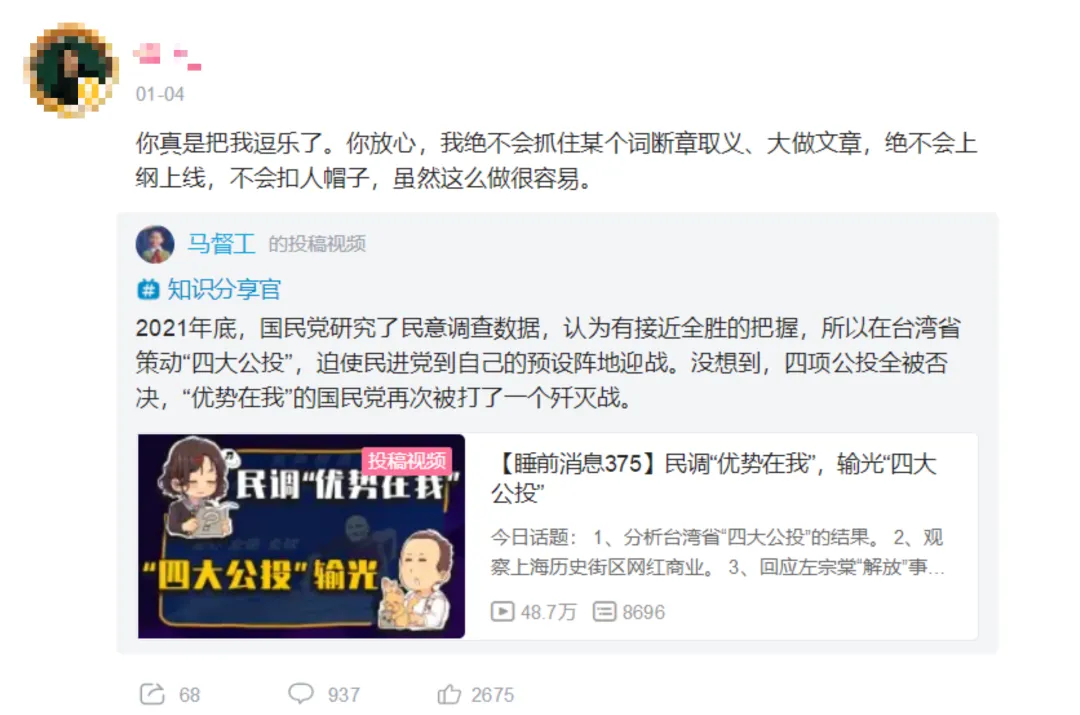 01-04
你真是把我逗乐了。你放心，我绝不会抓住某个词断章取义、大做文章，绝不会上
纲上线，不会扣人帽子，虽然这么做很容易。
马督工 的投稿视频
# 知识分享官
2021年底，国民党研究了民意调查数据，认为有接近全胜的把握，所以在台湾省
策动“四大公投”，迫使民进党到自己的预设阵地迎战。没想到，四项公投全被否
决，“优势在我”的国民党再次被打了一个歼灭战。
投稿视频
民调“优势在我”
“四大公投”输光
【睡前消息375】民调“优势在我”，输光“四大
公投”
今日话题： 1、分析台湾省“四大公投”的结果。 2、观
察上海历史街区网红商业。 3、回应左宗棠“解放”事...
48.7万 8696
68 937 2675